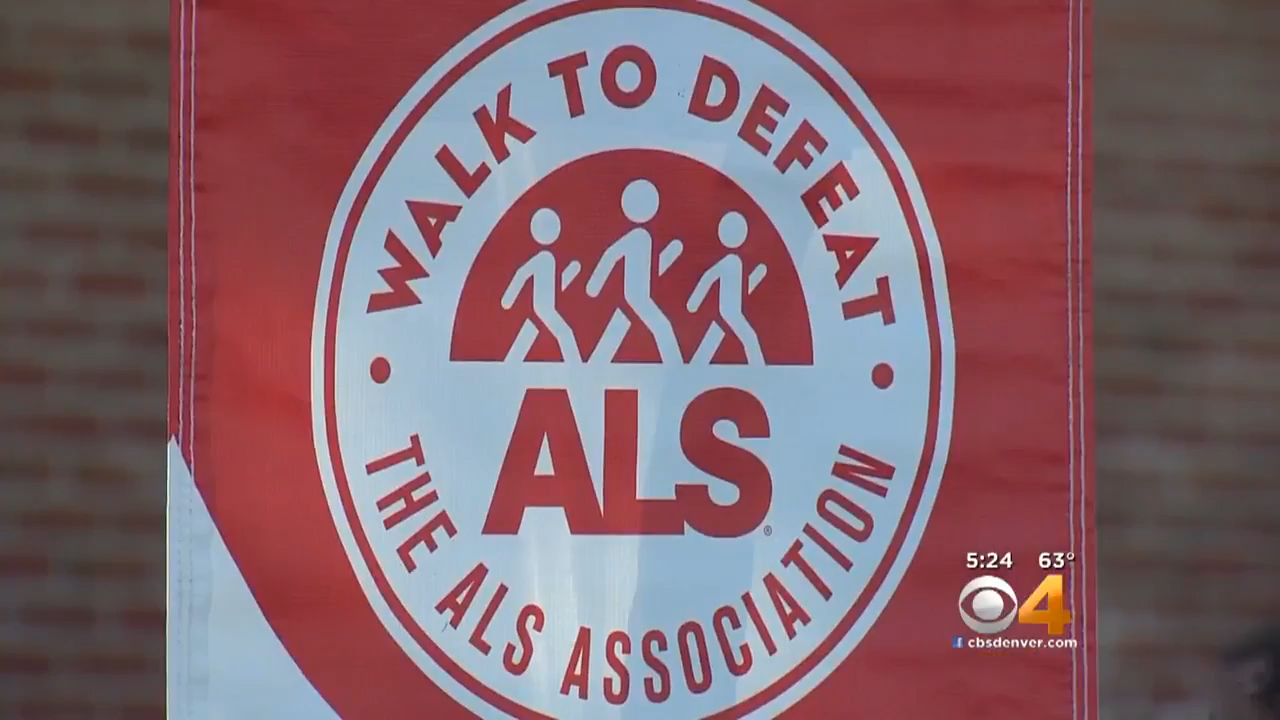 WALK TO DEFEAT
ALS®
THE ALS ASSOCIATION
5:24 63°
4
f cbsdenver.com